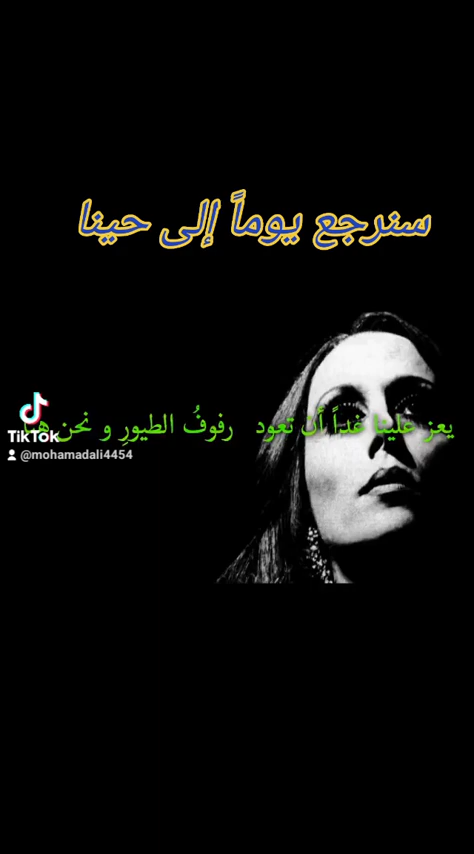 سنرجع يوماً إلى حينا
يعز علينا غداً أن تعود رفوفُ الطيورِ و نحن هنا
TikTok
@mohamadali4454